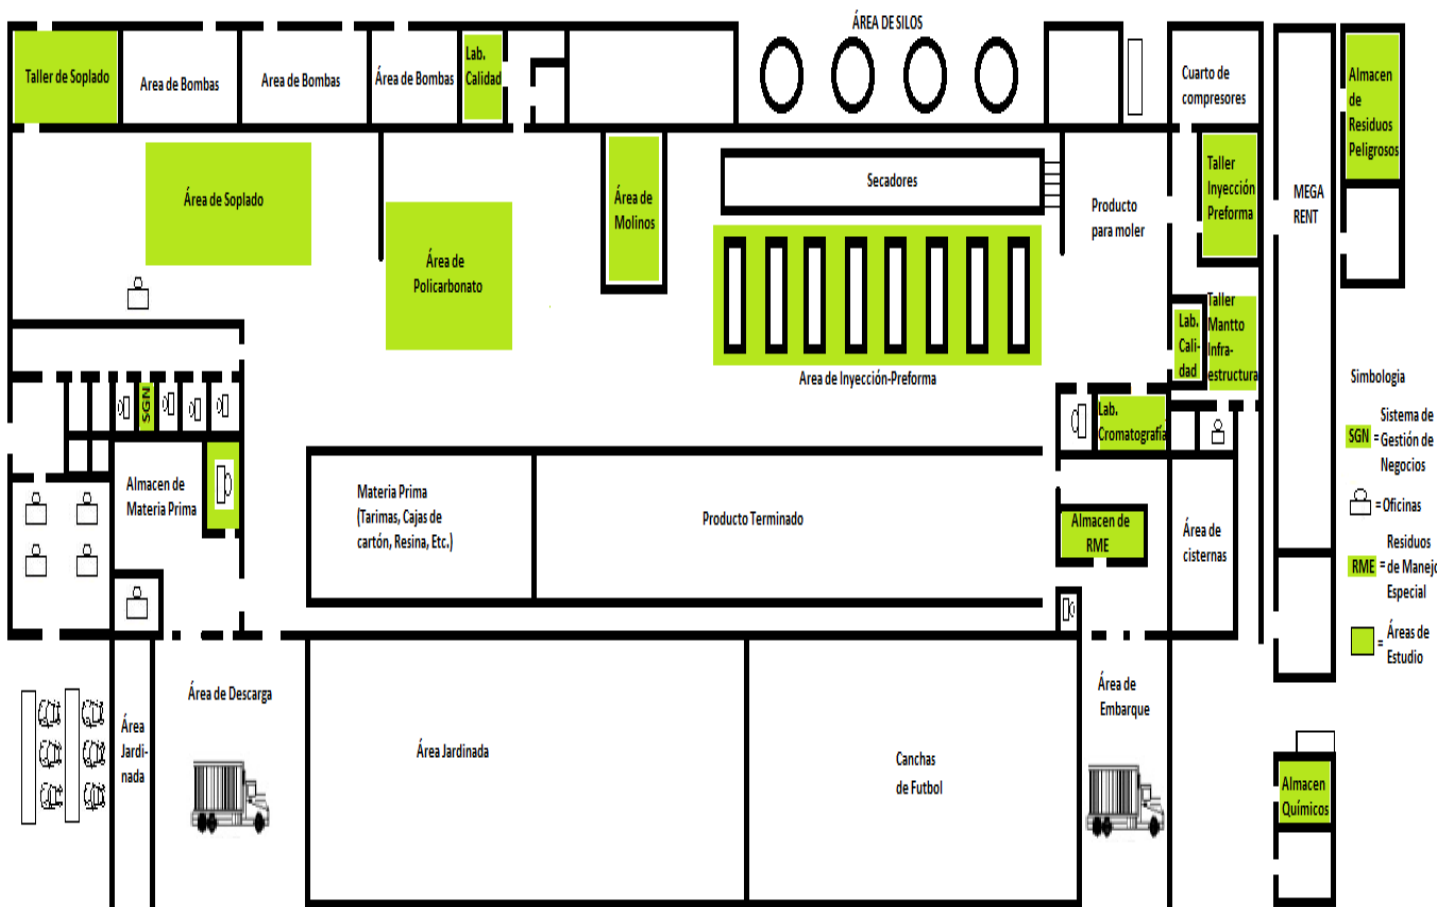 ÁREA DE SILOS
Taller de Soplado
Area de Bombas
Area de Bombas
Área de Bombas
Lab.
Calidad
Cuarto de
compresores
Almacen
de
Residuos
Peligrosos
Área de Soplado
Área de
Policarbonato
Área de
Molinos
Secadores
Producto
para moler
Taller
Inyección
Preforma
MEGA
RENT
Area de Inyección-Preforma
Lab.
Cali-
dad
Taller
Mantto
Infra-
estructura
SGN
Lab.
Cromatografía
Almacen de
Materia Prima
Materia Prima
(Tarimas, Cajas de
cartón, Resina, Etc.)
Producto Terminado
Almacen de
RME
Área de
cisternas
Simbologia
SGN = Sistema de
Gestión de
Negocios
= Oficinas
RME = Residuos
de Manejo
Especial
= Áreas de
Estudio
Área
Jardi-
nada
Área de Descarga
Área Jardinada
Canchas
de Futbol
Área de
Embarque
Almacen
Químicos